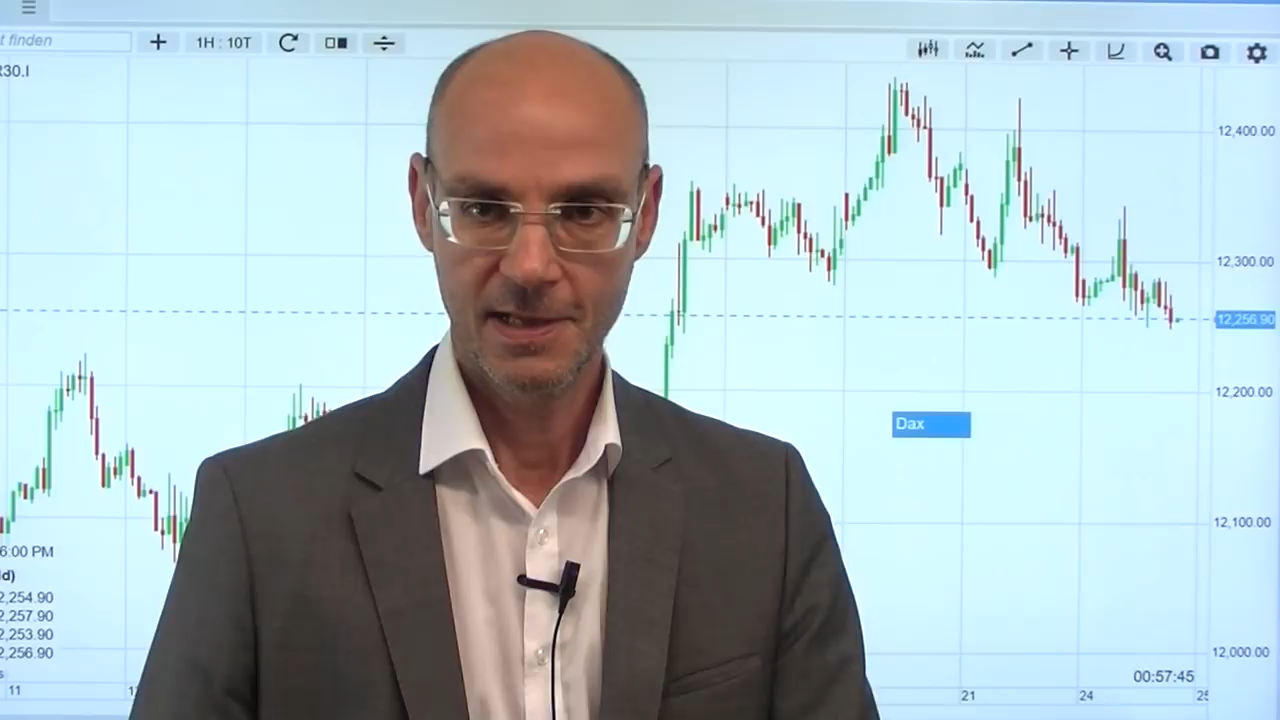 t finden
1H : 10T
R30.I
12,400.00
12,300.00
12,256.90
12,200.00
Dax
12,100.00
6:00 PM
d)
2,254.90
2,257.90
2,253.90
2,256.90
12,000.00
s
00:57:45
11
21
24
25